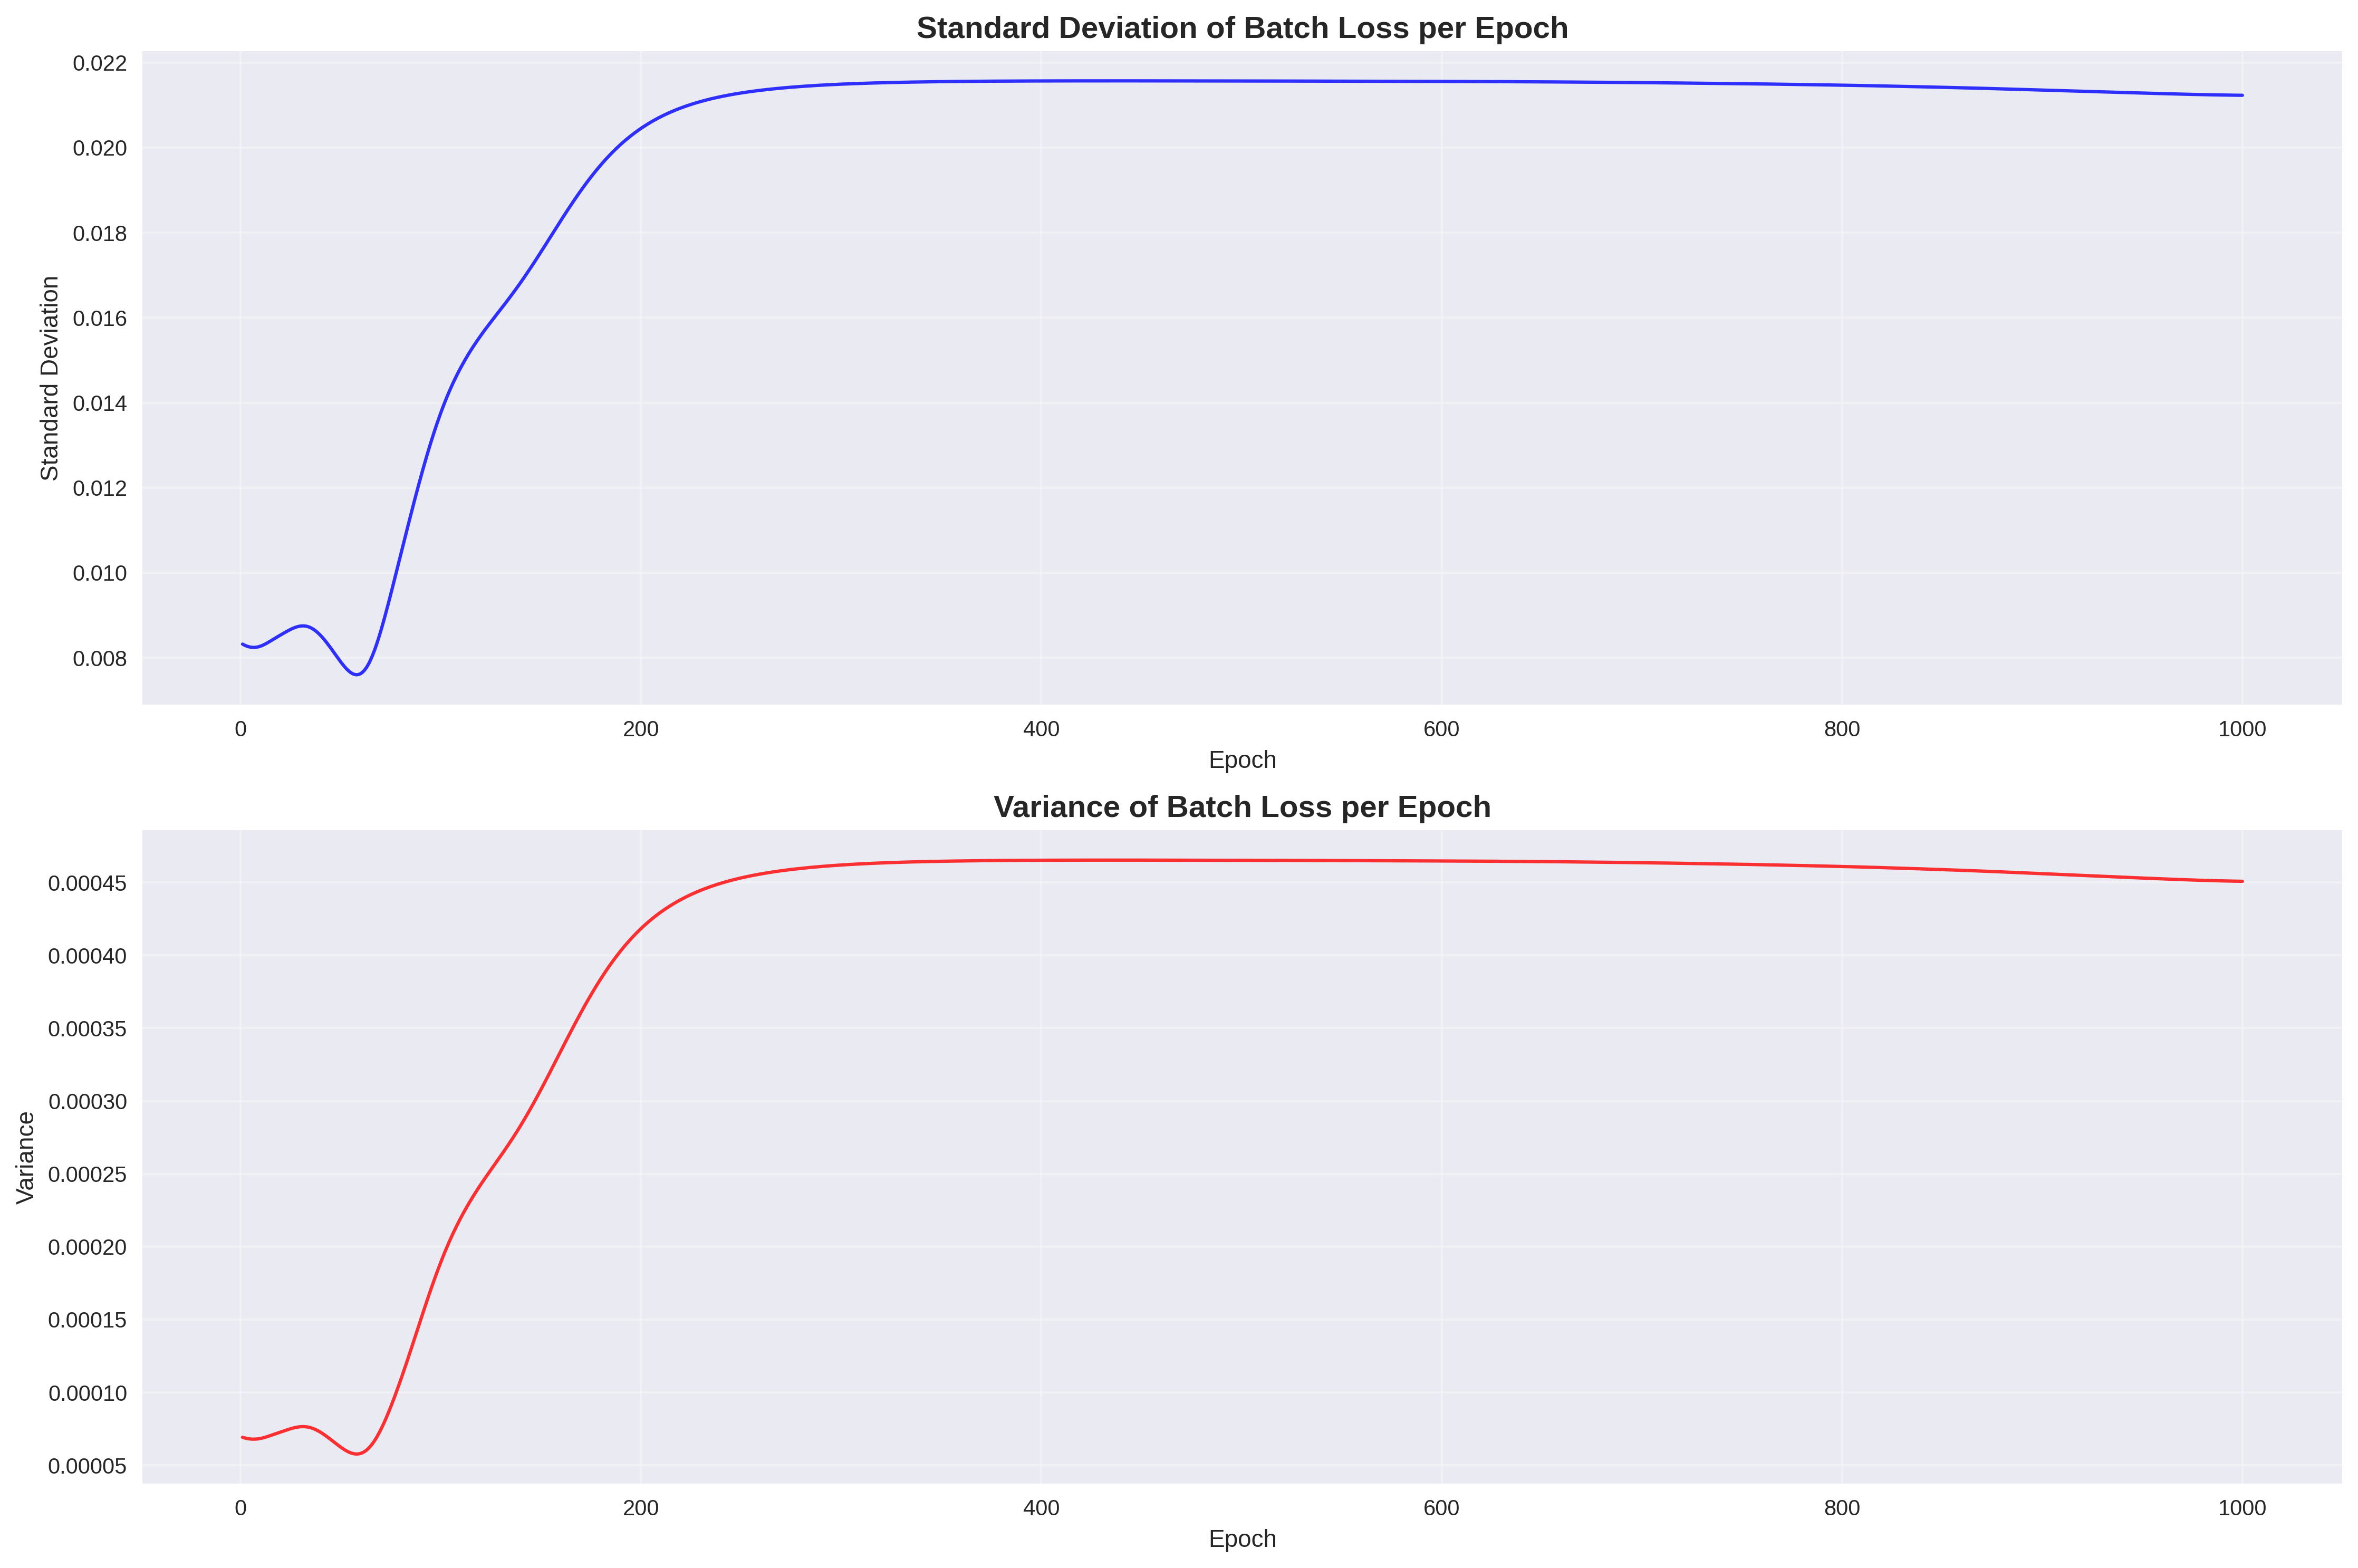 Standard Deviation of Batch Loss per Epoch
0.022
0.020
0.018
0.016
0.014
0.012
0.010
0.008
Standard Deviation
0 200 400 600 800 1000
Epoch
Variance of Batch Loss per Epoch
0.00045
0.00040
0.00035
0.00030
0.00025
0.00020
0.00015
0.00010
0.00005
Variance
0 200 400 600 800 1000
Epoch